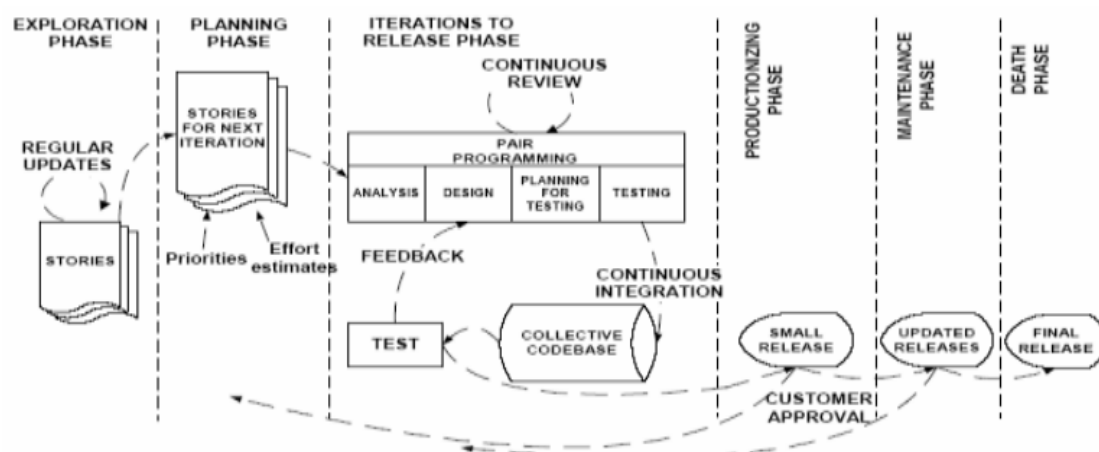 EXPLORATION
PHASE
PLANNING
PHASE
ITERATIONS TO
RELEASE PHASE
PRODUCTIONIZING
PHASE
MAINTENANCE
PHASE
DEATH
PHASE
CONTINUOUS
REVIEW
REGULAR
UPDATES
STORIES
STORIES
FOR NEXT
ITERATION
Priorities
Effort
estimates
PAIR
PROGRAMMING
ANALYSIS
DESIGN
PLANNING
FOR
TESTING
TESTING
FEEDBACK
CONTINUOUS
INTEGRATION
TEST
COLLECTIVE
CODEBASE
SMALL
RELEASE
UPDATED
RELEASES
FINAL
RELEASE
CUSTOMER
APPROVAL